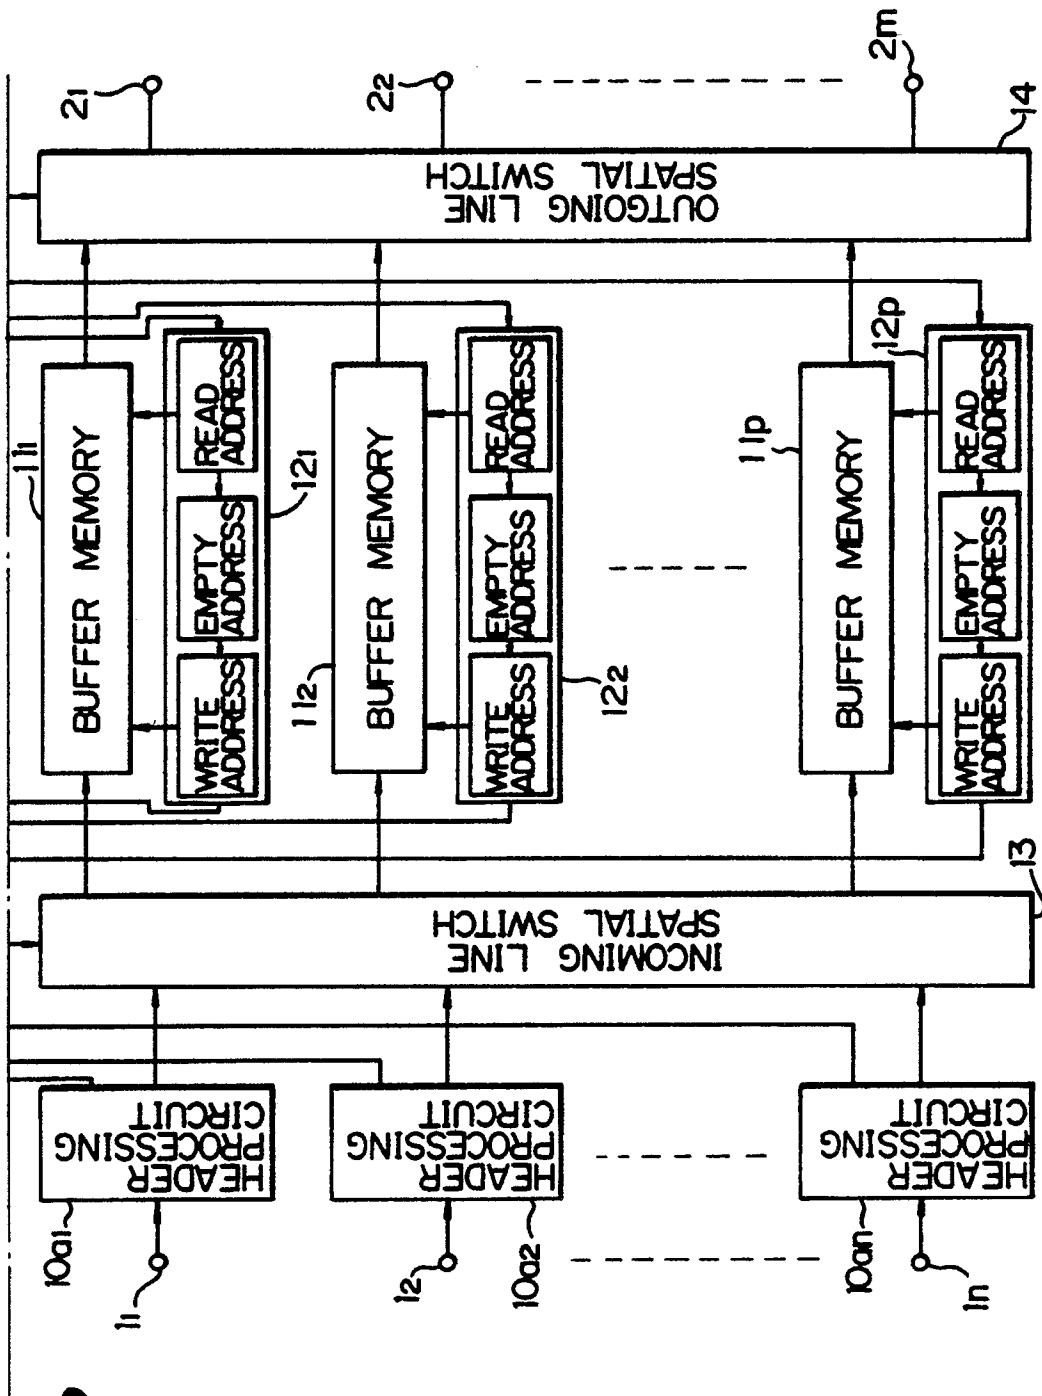 2₁
2₂
2m
14
OUTGOING LINE
SPATIAL SWITCH
11₁
BUFFER MEMORY
WRITE
ADDRESS
EMPTY
ADDRESS
READ
ADDRESS
12₁
11₂
BUFFER MEMORY
WRITE
ADDRESS
EMPTY
ADDRESS
READ
ADDRESS
12₂
11p
BUFFER MEMORY
12p
WRITE
ADDRESS
EMPTY
ADDRESS
READ
ADDRESS
13
INCOMING LINE
SPATIAL SWITCH
HEADER
PROCESSING
CIRCUIT
10a₁
1₁
HEADER
PROCESSING
CIRCUIT
10a₂
1₂
HEADER
PROCESSING
CIRCUIT
10an
1n